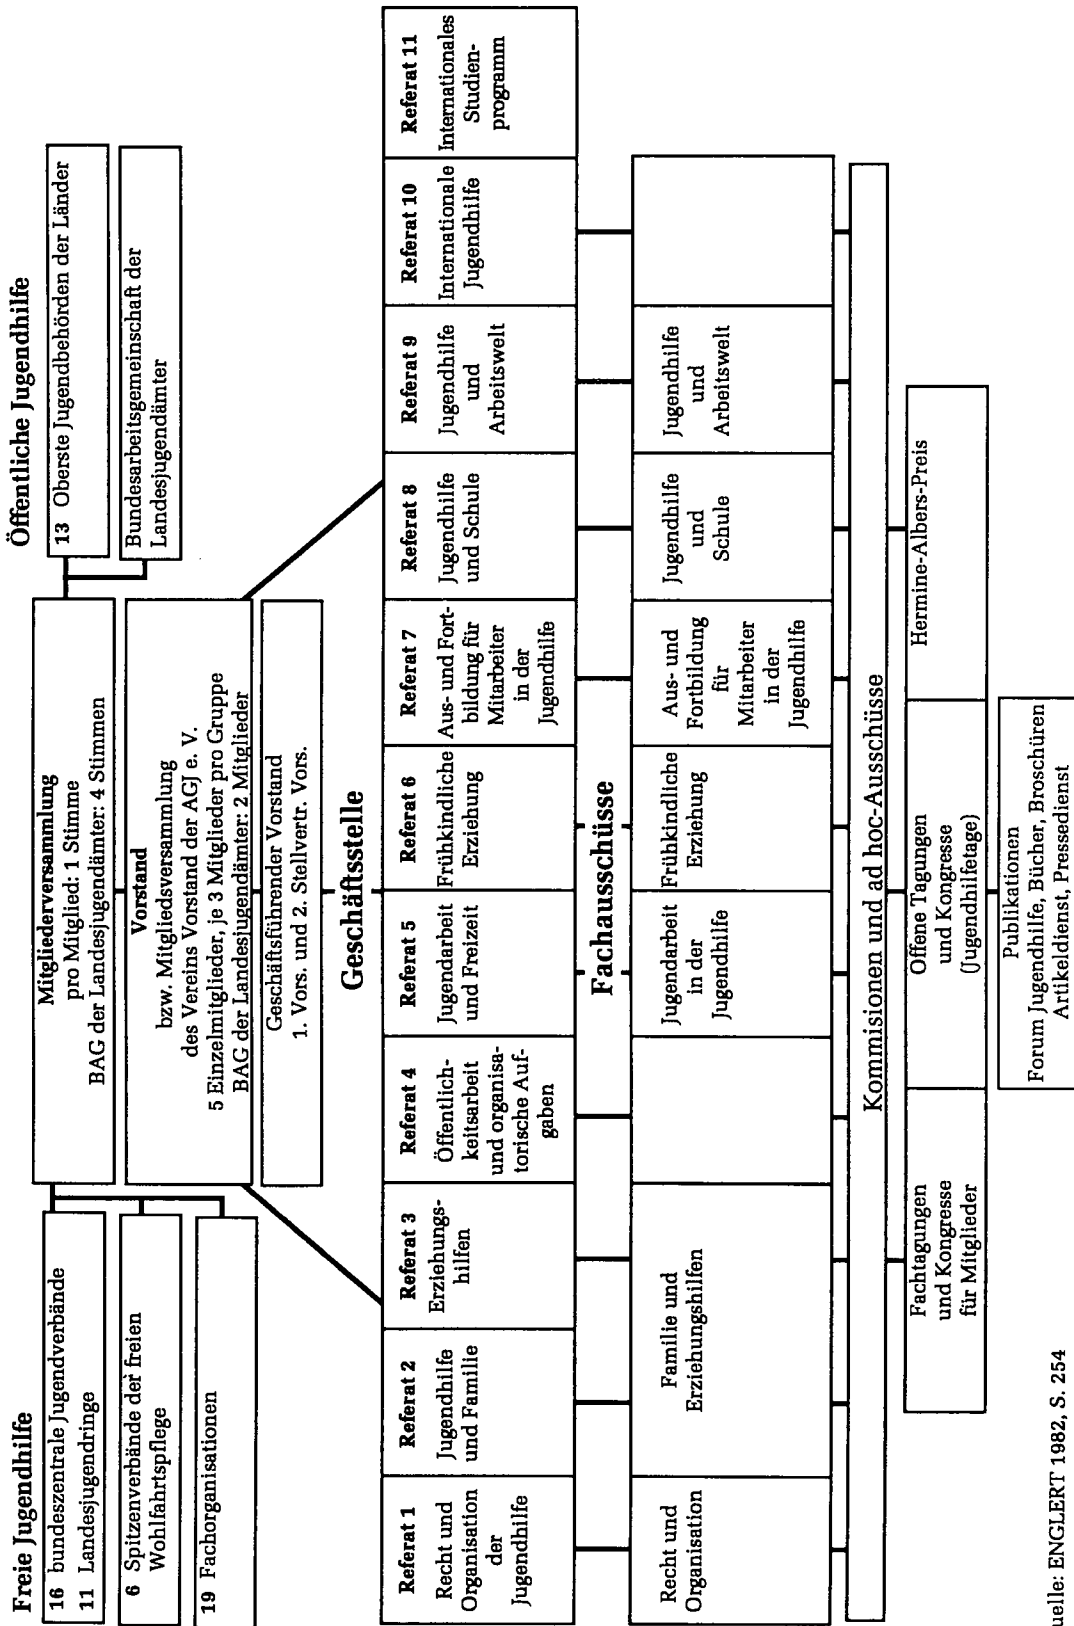 Freie Jugendhilfe
16 bundeszentrale Jugendverbände
11 Landesjugendringe
6 Spitzenverbände der freien
Wohlfahrtspflege
19 Fachorganisationen
Mitgliederversammlung
pro Mitglied: 1 Stimme
BAG der Landesjugendämter: 4 Stimmen
Vorstand
bzw. Mitgliedsversammlung
des Vereins Vorstand der AGJ e. V.
5 Einzelmitglieder, je 3 Mitglieder pro Gruppe
BAG der Landesjugendämter: 2 Mitglieder
Geschäftsführender Vorstand
1. Vors. und 2. Stellvertr. Vors.
Öffentliche Jugendhilfe
13 Oberste Jugendbehörden der Länder
Bundesarbeitsgemeinschaft der
Landesjugendämter
Geschäftsstelle
Referat 1
Recht und
Organisation
der
Jugendhilfe
Referat 2
Jugendhilfe
und Familie
Referat 3
Erziehungs-
hilfen
Referat 4
Öffentlich-
keitsarbeit
und organisa-
torische Auf-
gaben
Referat 5
Jugendarbeit
und Freizeit
Referat 6
Frühkindliche
Erziehung
Referat 7
Aus- und Fort-
bildung für
Mitarbeiter
in der
Jugendhilfe
Referat 8
Jugendhilfe
und Schule
Referat 9
Jugendhilfe
und
Arbeitswelt
Referat 10
Internationale
Jugendhilfe
Referat 11
Internationales
Studien-
programm
Fachausschüsse
Recht und
Organisation
Familie und
Erziehungshilfen
Jugendarbeit
in der
Jugendhilfe
Frühkindliche
Erziehung
Aus- und
Fortbildung
für
Mitarbeiter
in der
Jugendhilfe
Jugendhilfe
und
Schule
Jugendhilfe
und
Arbeitswelt
Kommisionen und ad hoc-Ausschüsse
Fachtagungen
und Kongresse
für Mitglieder
Offene Tagungen
und Kongresse
(Jugendhilfetage)
Hermine-Albers-Preis
Publikationen
Forum Jugendhilfe, Bücher, Broschüren
Artikeldienst, Pressedienst
uelle: ENGLERT 1982, S. 254